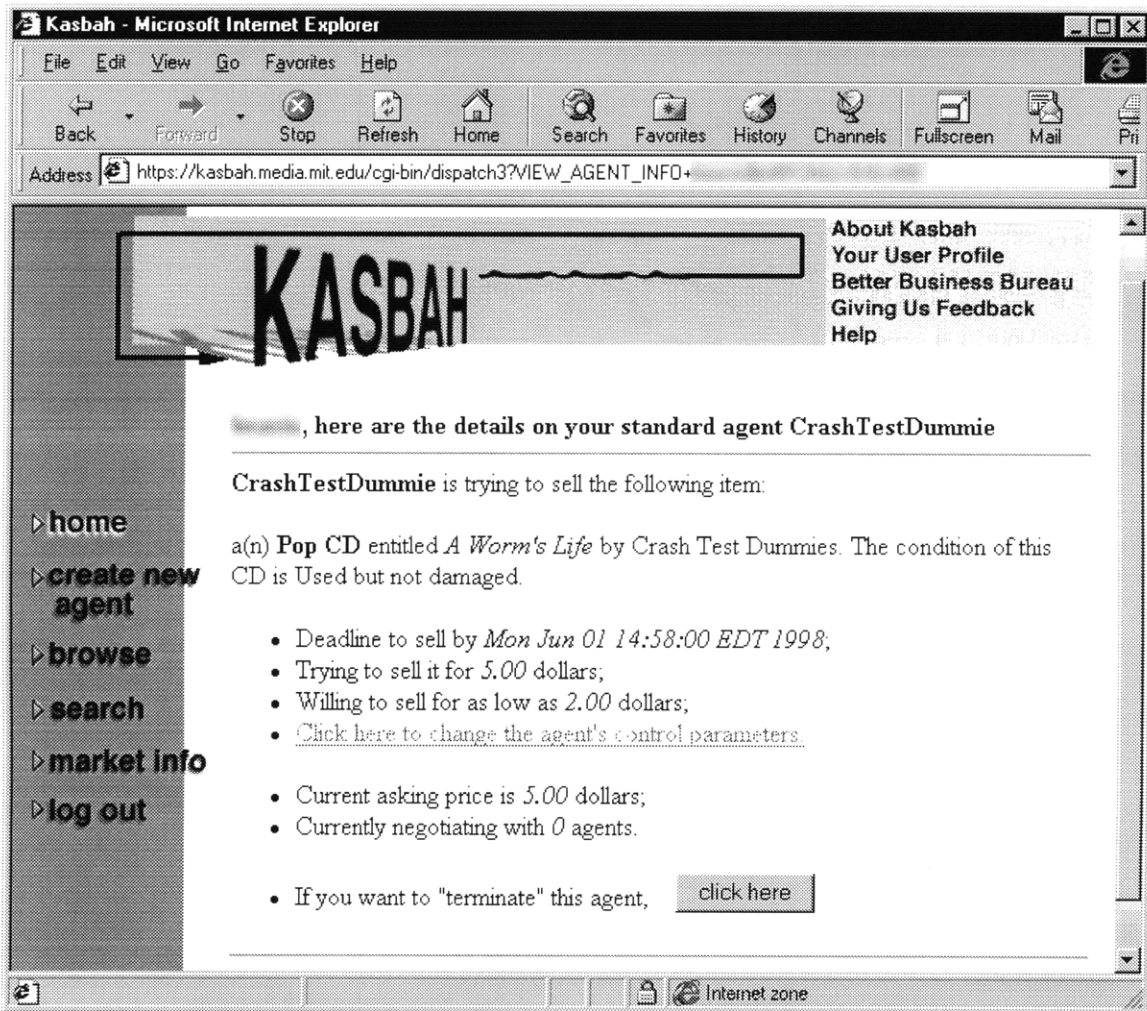 Kasbah - Microsoft Internet Explorer
File Edit View Go Favorites Help
Back Forward Stop Refresh Home Search Favorites History Channels Fullscreen Mail Pri
Address https://kasbah.media.mit.edu/cgi-bin/dispatch3?VIEW_AGENT_INFO+
KASBAH
About Kasbah
Your User Profile
Better Business Bureau
Giving Us Feedback
Help
, here are the details on your standard agent CrashTestDummie
CrashTestDummie is trying to sell the following item:
a(n) Pop CD entitled A Worm's Life by Crash Test Dummies. The condition of this
CD is Used but not damaged.
• Deadline to sell by Mon Jun 01 14:58:00 EDT 1998;
• Trying to sell it for 5.00 dollars;
• Willing to sell for as low as 2.00 dollars;
• Click here to change the agent's control parameters.
• Current asking price is 5.00 dollars;
• Currently negotiating with 0 agents.
• If you want to "terminate" this agent, click here
home
create new
agent
browse
search
market info
log out
Internet zone